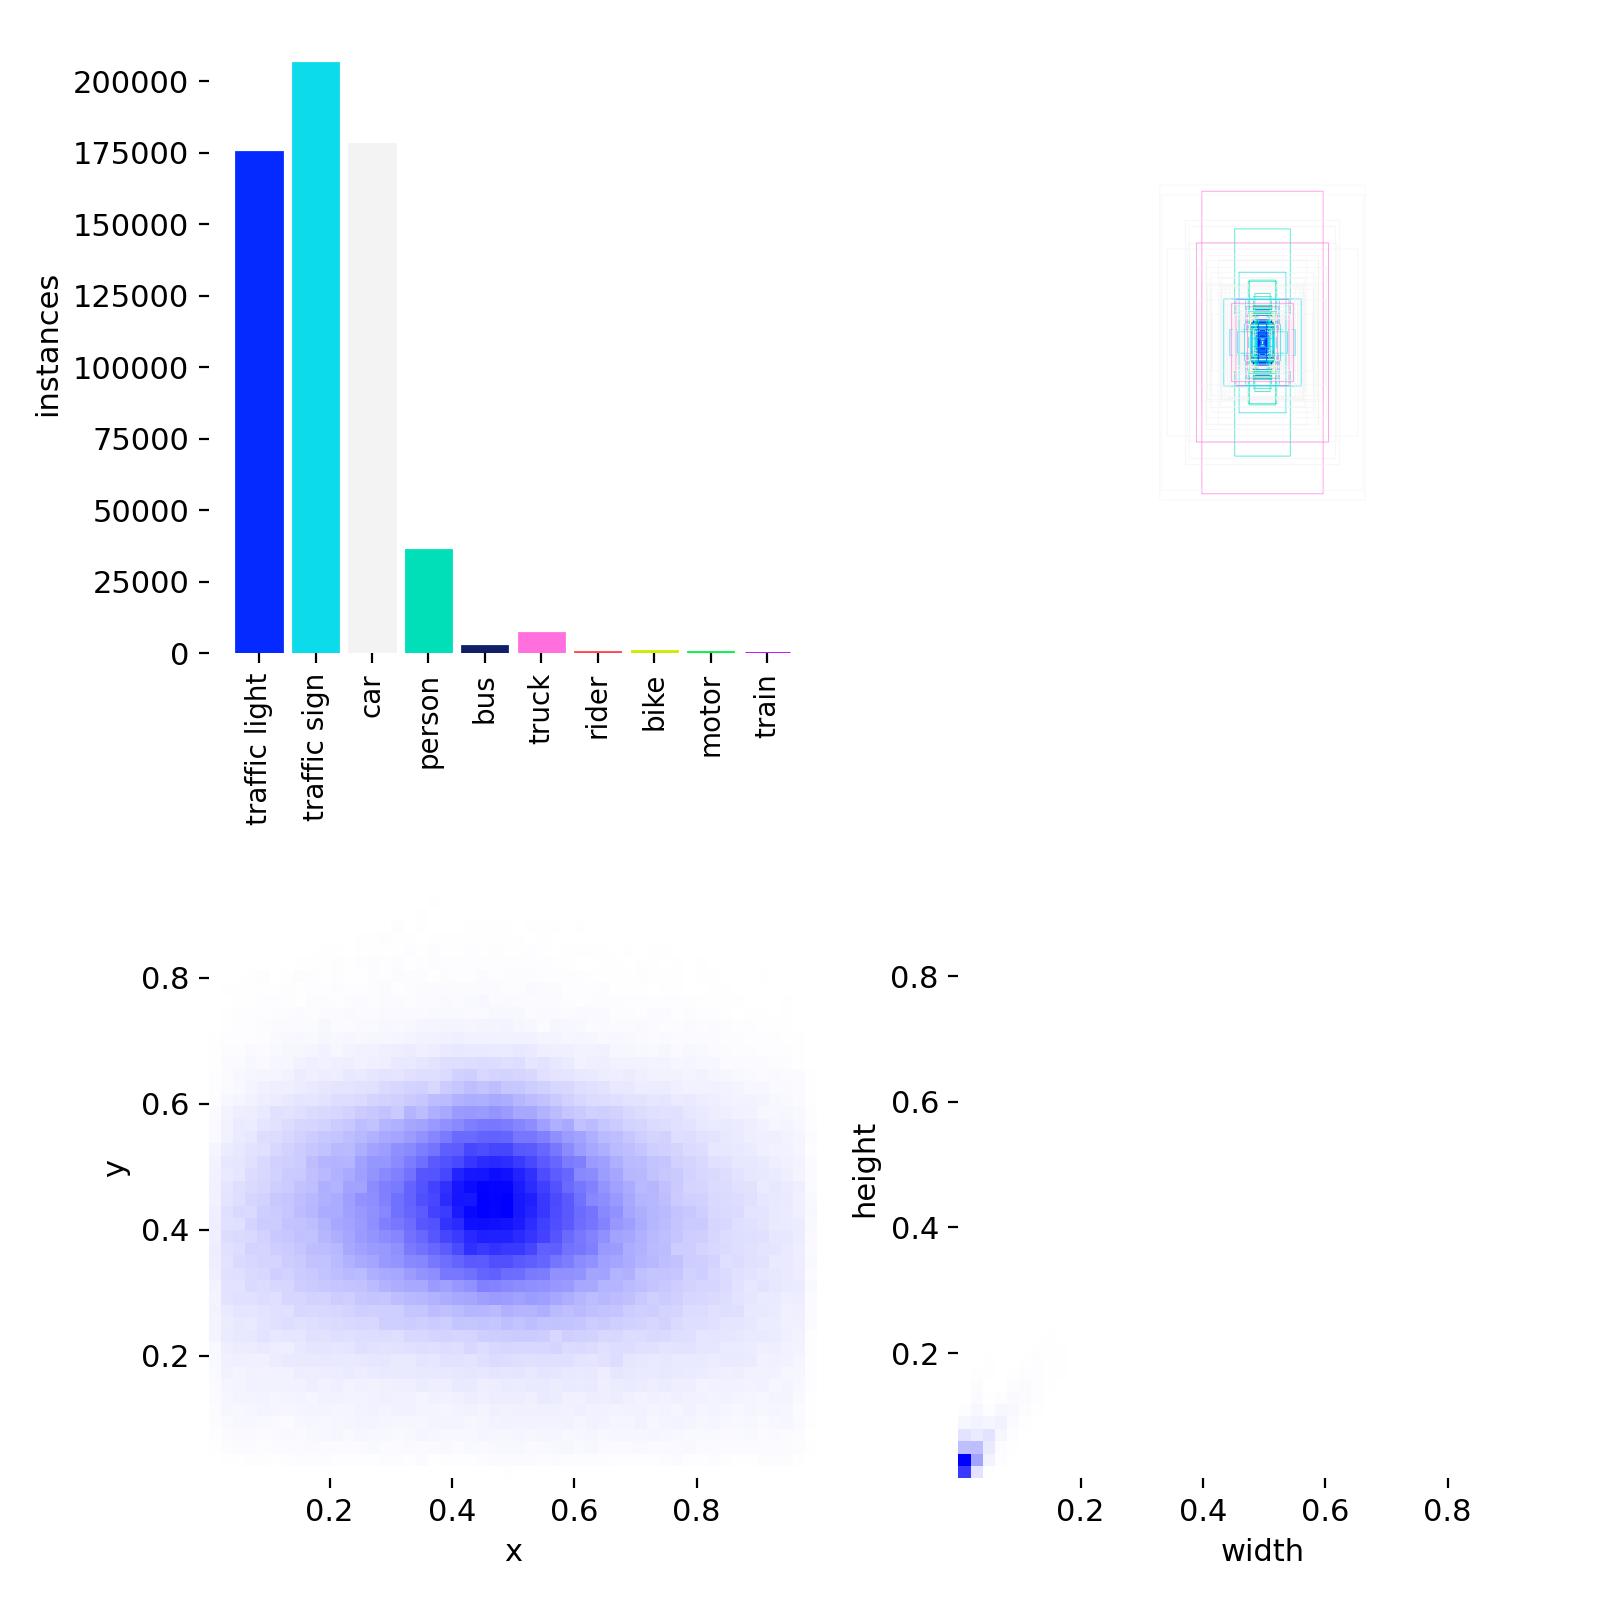 200000
175000
150000
125000
100000
75000
50000
25000
0
instances
traffic light
traffic sign
car
person
bus
truck
rider
bike
motor
train
0.8
0.6
0.4
0.2
y
0.2 0.4 0.6 0.8
x
0.8
0.6
0.4
0.2
height
0.2 0.4 0.6 0.8
width